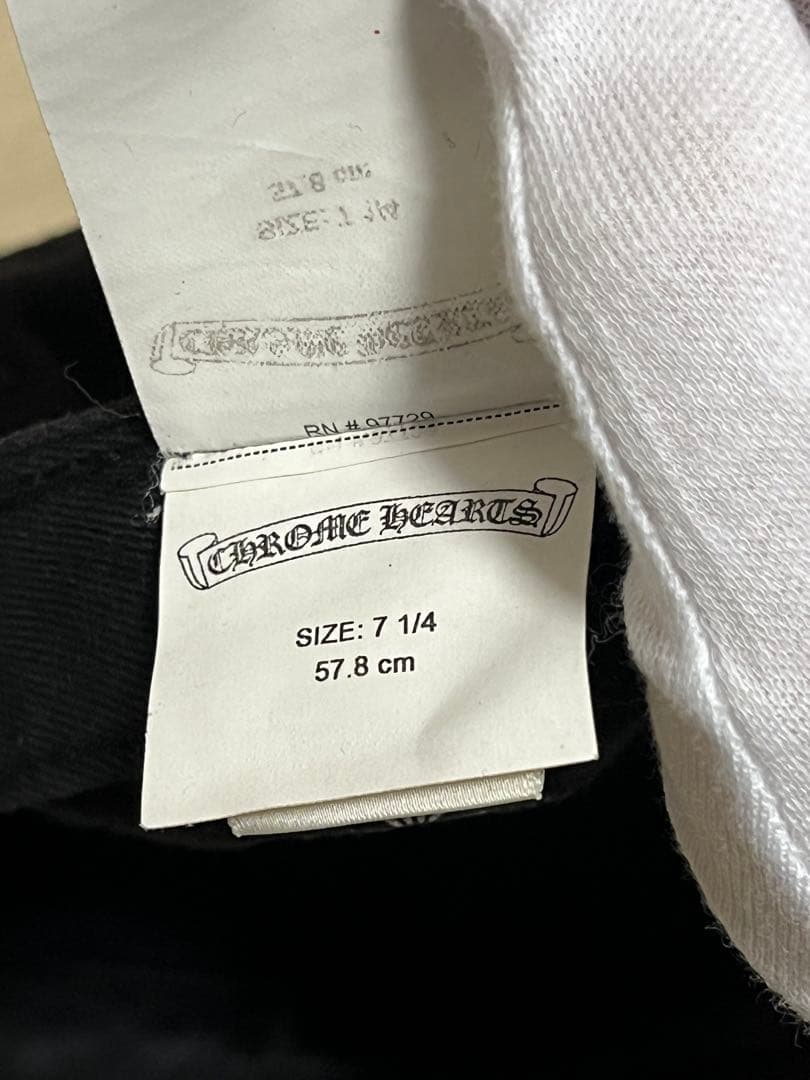 RN # 97729
CHROME HEARTS
SIZE: 7 1/4
57.8 cm